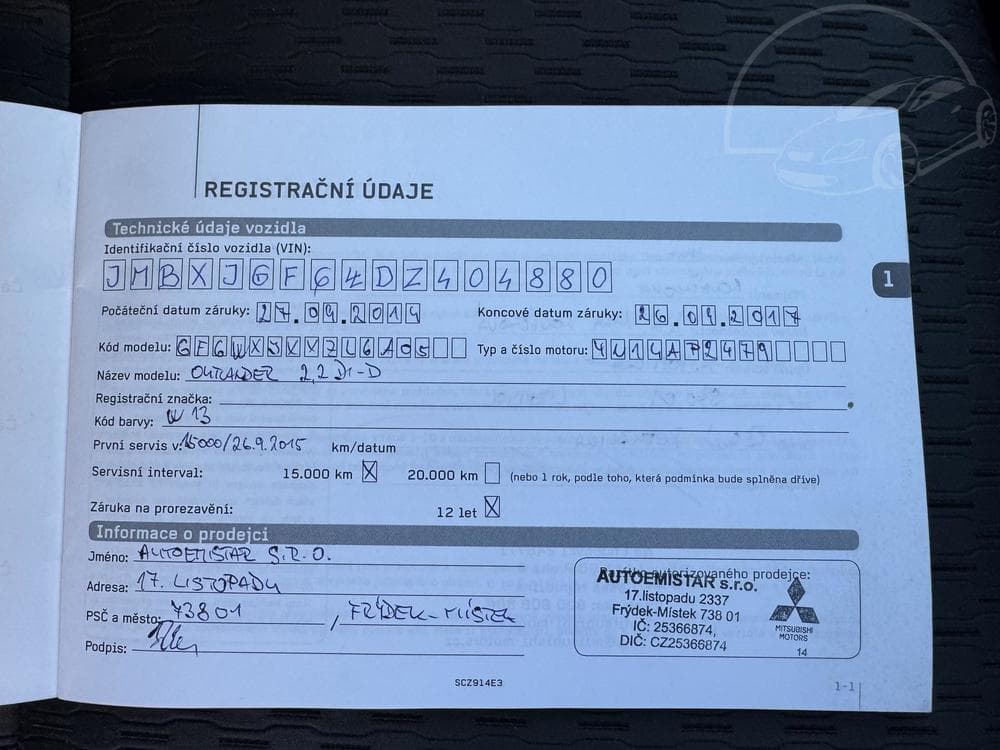 REGISTRAČNÍ ÚDAJE
Technické údaje vozidla
Identifikační číslo vozidla (VIN):
JMBXJGF64DZ404880
1
Počáteční datum záruky: 27.09.2014 Koncové datum záruky: 26.09.2017
Kód modelu: Typ a číslo motoru:
Název modelu: OUTLANDER 2,2 DI-D
Registrační značka:
Kód barvy: W 13
První servis v: 15000/26.9.2015 km/datum
Servisní interval: 15.000 km X 20.000 km (nebo 1 rok, podle toho, která podmínka bude splněna dříve)
Záruka na prorezavění: 12 let X
Informace o prodejci
Jméno: AUTOEMISTAR S.R.O.
Adresa: 17. LISTOPADU
PSČ a město: 73801, FRÝDEK-MÍSTEK
Podpis:
autorizovaného prodejce:
AUTOEMISTAR s.r.o.
17.listopadu 2337
Frýdek-Místek 738 01
IČ: 25366874,
DIČ: CZ25366874
MITSUBISHI
MOTORS
14
SCZ914E3
1-1